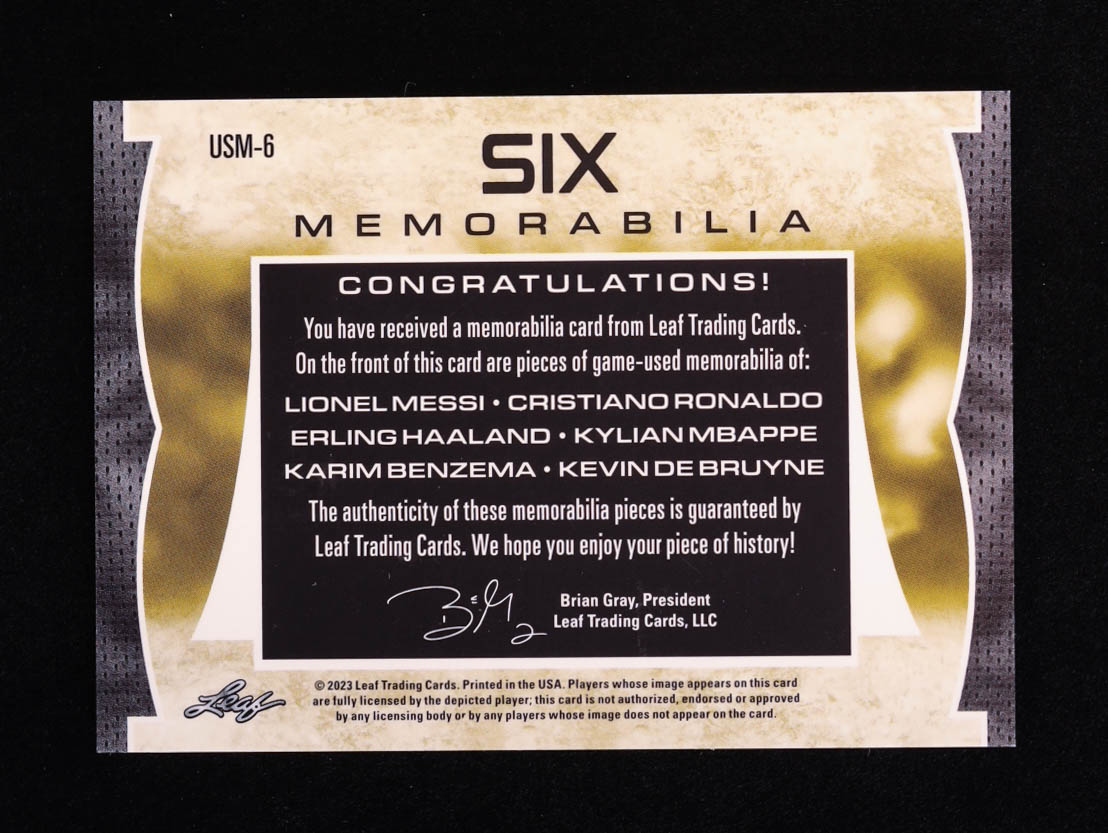 USM-6
SIX
MEMORABILIA
CONGRATULATIONS!
You have received a memorabilia card from Leaf Trading Cards.
On the front of this card are pieces of game-used memorabilia of:
LIONEL MESSI • CRISTIANO RONALDO
ERLING HAALAND • KYLIAN MBAPPE
KARIM BENZEMA • KEVIN DE BRUYNE
The authenticity of these memorabilia pieces is guaranteed by
Leaf Trading Cards. We hope you enjoy your piece of history!
Brian Gray, President
Leaf Trading Cards, LLC
Leaf
© 2023 Leaf Trading Cards. Printed in the USA. Players whose image appears on this card
are fully licensed by the depicted player; this card is not authorized, endorsed or approved
by any licensing body or by any players whose image does not appear on the card.